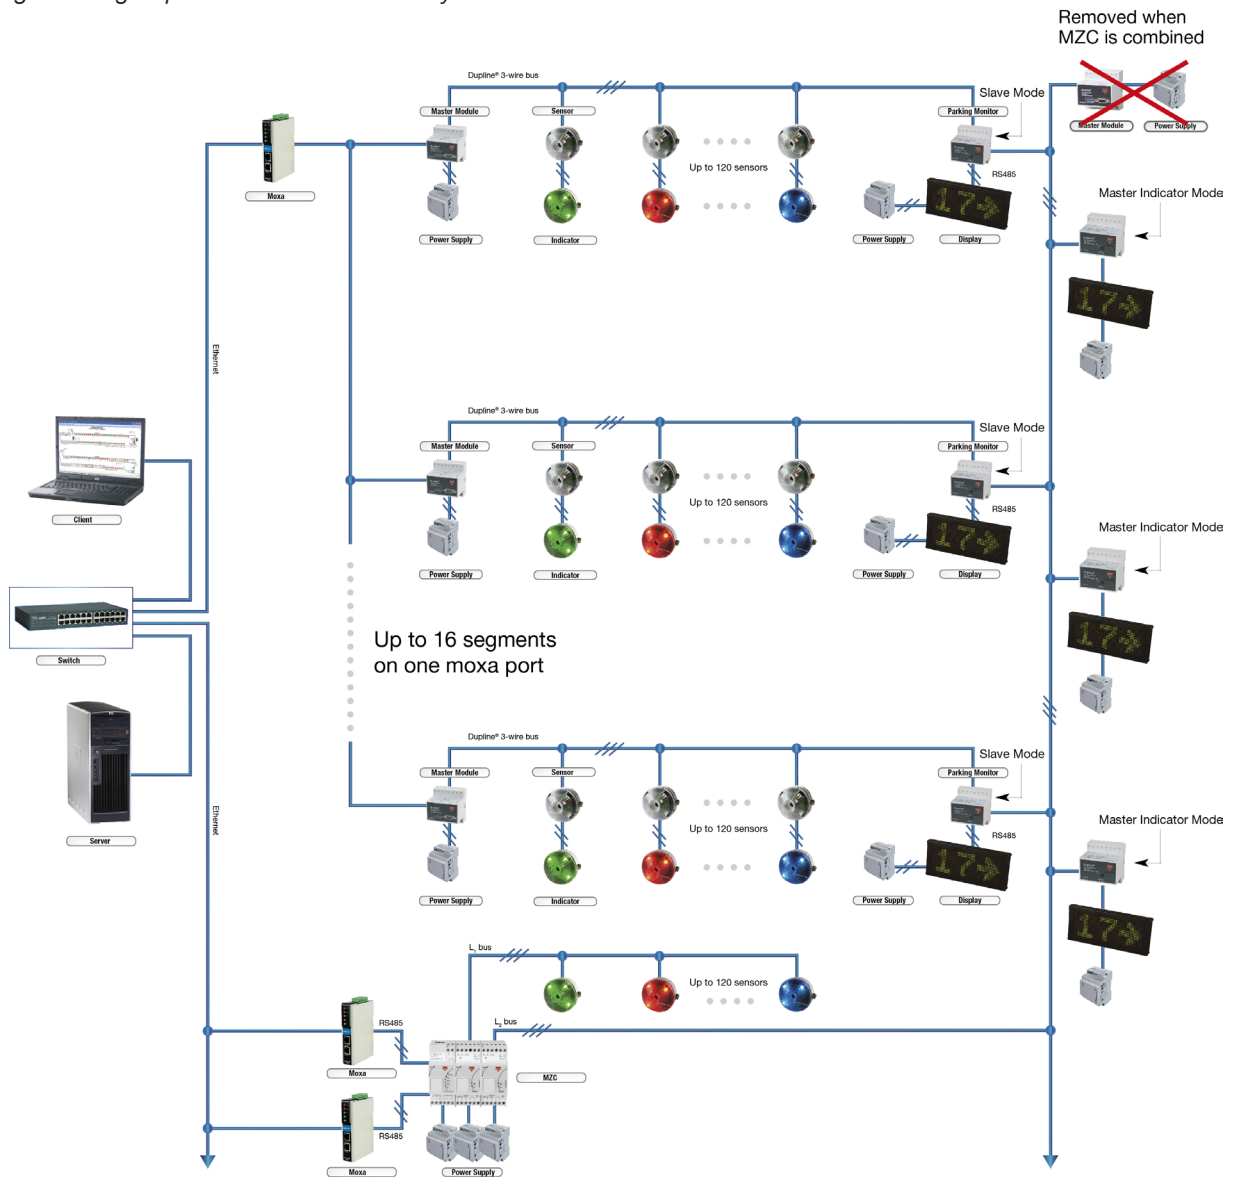 Removed when
MZC is combined
Dupline® 3-wire bus
Slave Mode
Master Module
Sensor
Parking Monitor
Master Module
Power Supply
Up to 120 sensors
RS485
Moxa
Master Indicator Mode
Power Supply
Indicator
Power Supply
Display
Ethernet
Dupline® 3-wire bus
Slave Mode
Master Module
Sensor
Parking Monitor
Up to 120 sensors
RS485
Client
Master Indicator Mode
Power Supply
Indicator
Power Supply
Display
Up to 16 segments
on one moxa port
Switch
Dupline® 3-wire bus
Slave Mode
Master Module
Sensor
Parking Monitor
Ethernet
Server
Up to 120 sensors
RS485
Master Indicator Mode
Power Supply
Indicator
Power Supply
Display
L1 bus
Up to 120 sensors
RS485
L2 bus
Moxa
MZC
RS485
Moxa
Power Supply